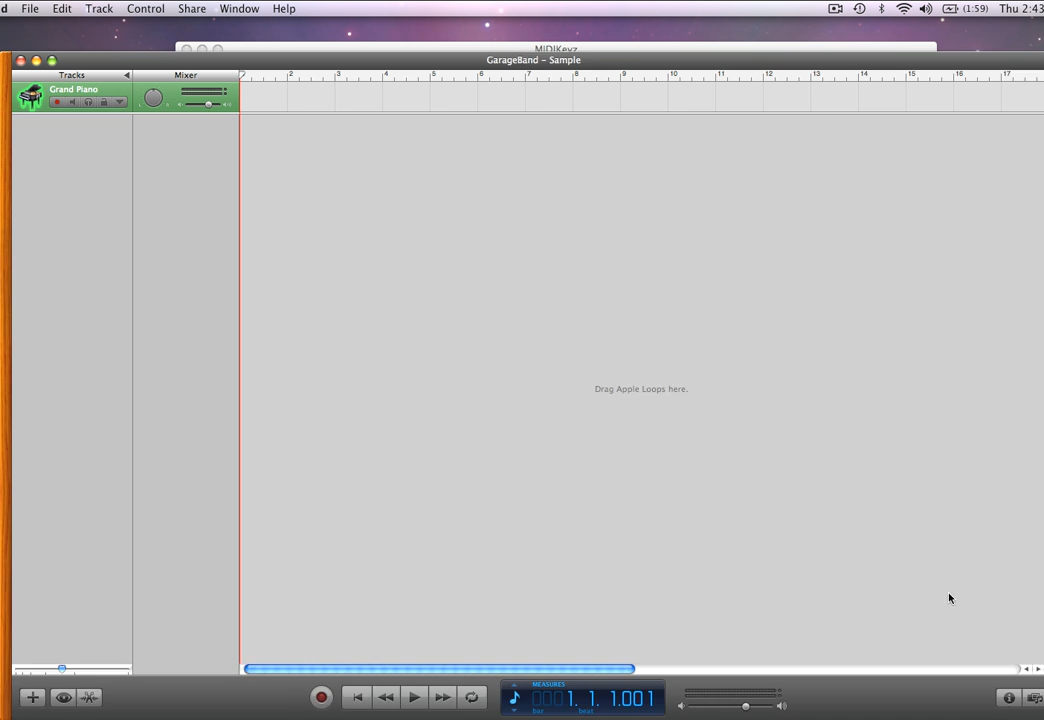 d File Edit Track Control Share Window Help (1:59) Thu 2:43
MIDIKeyz
GarageBand – Sample
Tracks Mixer 2 3 4 5 6 7 8 9 10 11 12 13 14 15 16 17
Grand Piano
Drag Apple Loops here.
MEASURES
1. 1. 1.001
bar beat